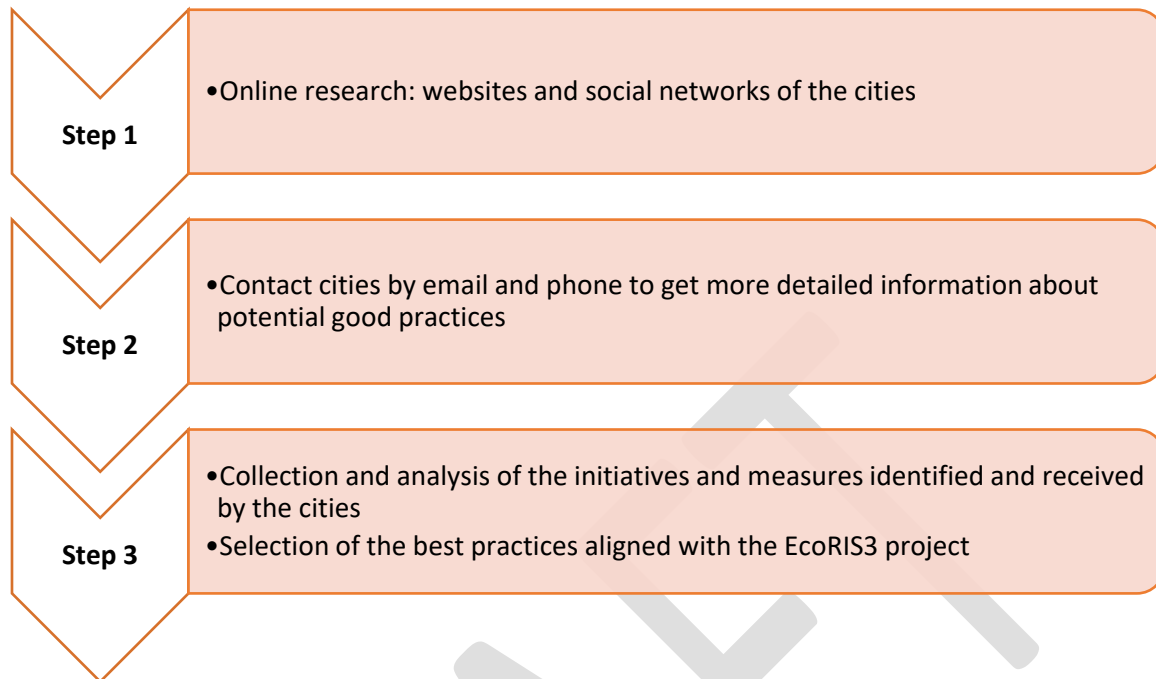 Step 1
•Online research: websites and social networks of the cities
Step 2
•Contact cities by email and phone to get more detailed information about
potential good practices
Step 3
•Collection and analysis of the initiatives and measures identified and received
by the cities
•Selection of the best practices aligned with the EcoRIS3 project